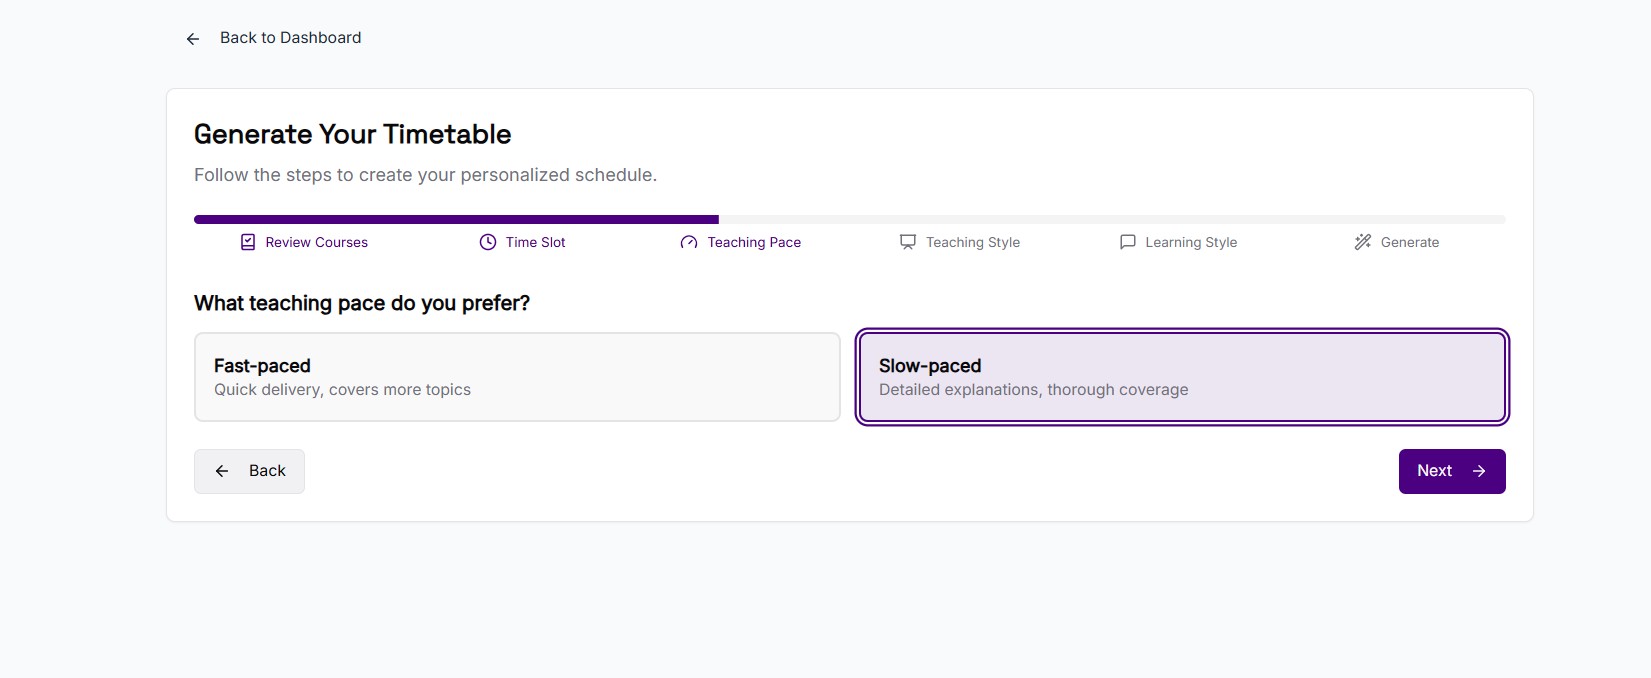 Back to Dashboard
Generate Your Timetable
Follow the steps to create your personalized schedule.
Review Courses
Time Slot
Teaching Pace
Teaching Style
Learning Style
Generate
What teaching pace do you prefer?
Fast-paced
Quick delivery, covers more topics
Slow-paced
Detailed explanations, thorough coverage
Back
Next